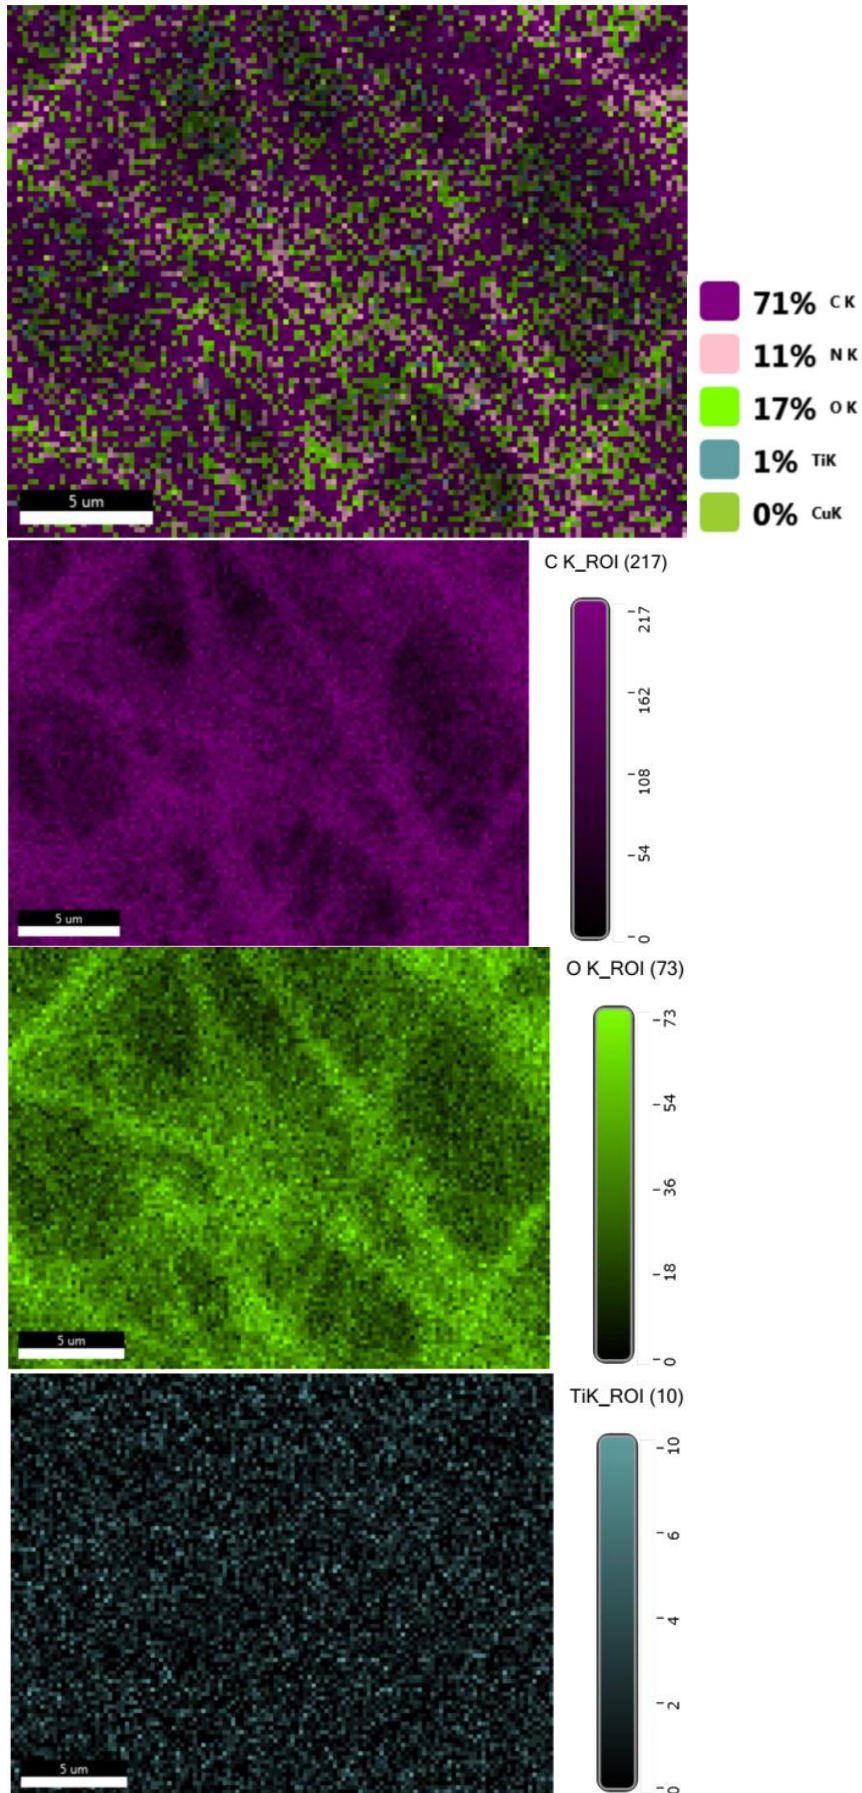 71% C K
11% N K
17% O K
1% TiK
0% CuK
5 um
C K_ROI (217)
217
162
108
54
0
5 um
O K_ROI (73)
73
54
36
18
0
5 um
TiK_ROI (10)
10
6
4
2
0
5 um